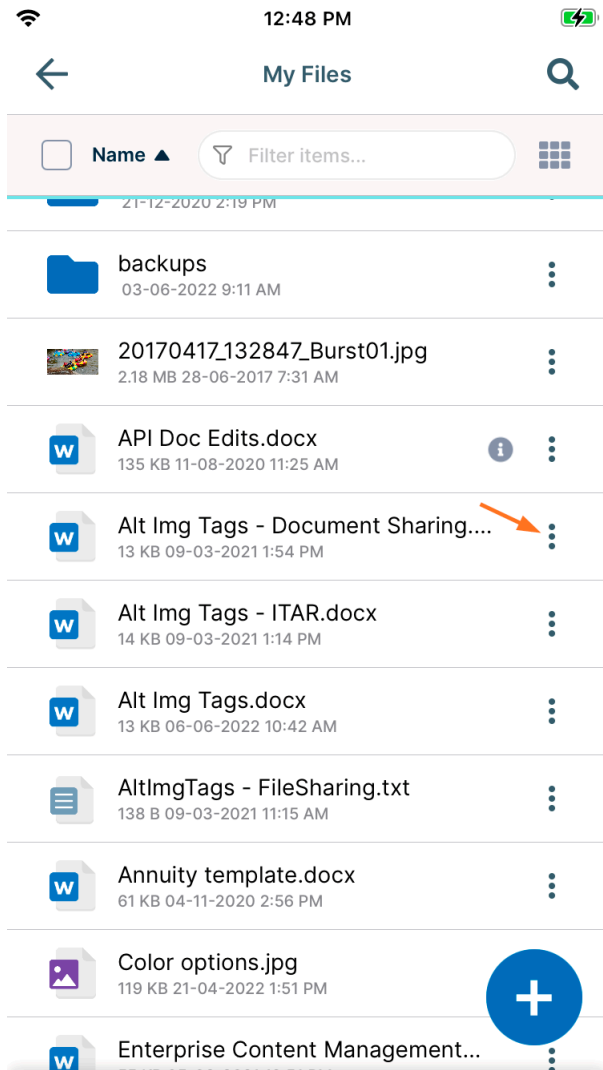 12:48 PM
My Files
Name ▲
Filter items...
21-12-2020 2:19 PM
backups
03-06-2022 9:11 AM
20170417_132847_Burst01.jpg
2.18 MB 28-06-2017 7:31 AM
API Doc Edits.docx
135 KB 11-08-2020 11:25 AM
Alt Img Tags - Document Sharing....
13 KB 09-03-2021 1:54 PM
Alt Img Tags - ITAR.docx
14 KB 09-03-2021 1:14 PM
Alt Img Tags.docx
13 KB 06-06-2022 10:42 AM
AltImgTags - FileSharing.txt
138 B 09-03-2021 11:15 AM
Annuity template.docx
61 KB 04-11-2020 2:56 PM
Color options.jpg
119 KB 21-04-2022 1:51 PM
Enterprise Content Management...